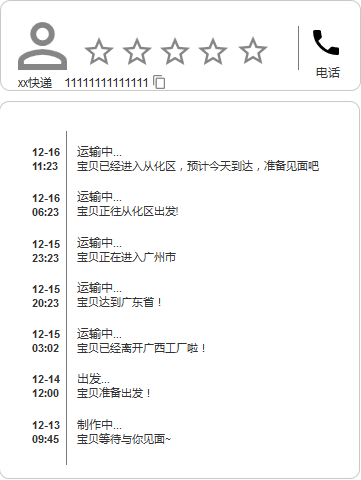 电话
xx快递 11111111111111
12-16 运输中...
11:23 宝贝已经进入从化区，预计今天到达，准备见面吧
12-16 运输中...
06:23 宝贝正往从化区出发!
12-15 运输中...
23:23 宝贝正在进入广州市
12-15 运输中...
20:23 宝贝达到广东省！
12-15 运输中...
03:02 宝贝已经离开广西工厂啦！
12-14 出发...
12:00 宝贝准备出发！
12-13 制作中...
09:45 宝贝等待与你见面~